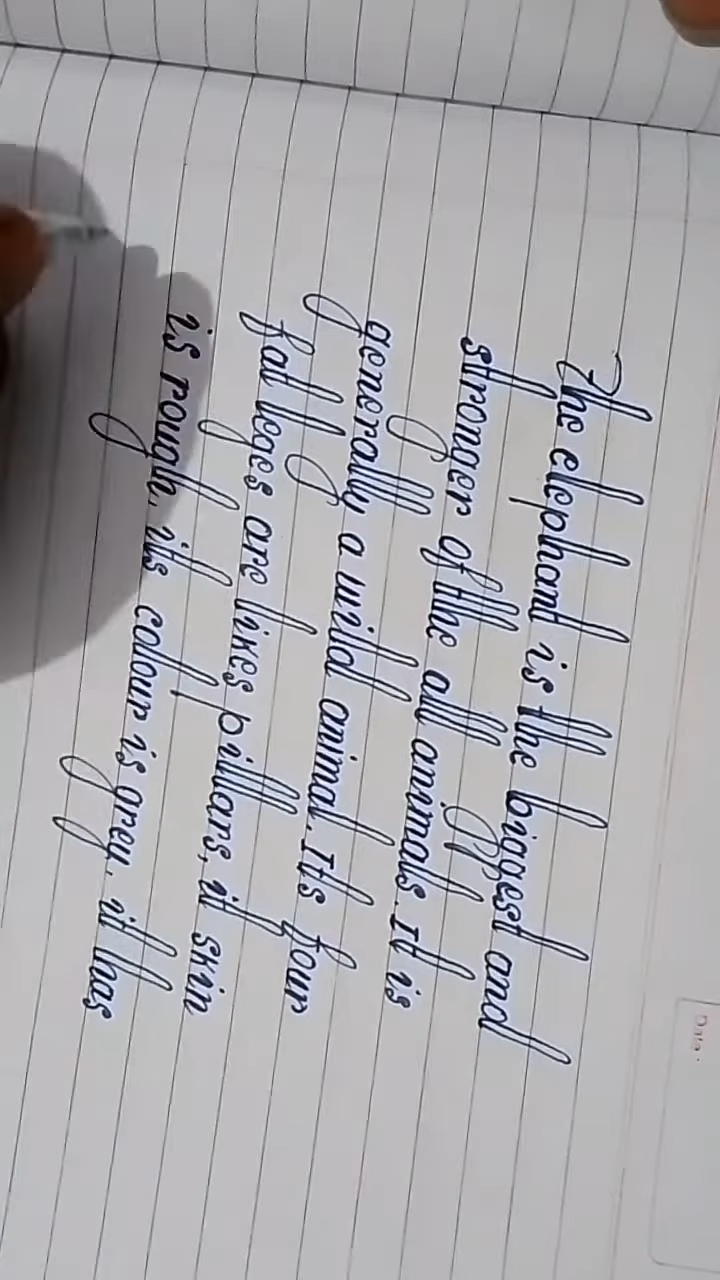 Date :
The elephant is the biggest and
stronger of the all animals. It is
generally a wild animal. Its four
fat leges are likes pillars, it skin
is rough, its colour is grey, it has